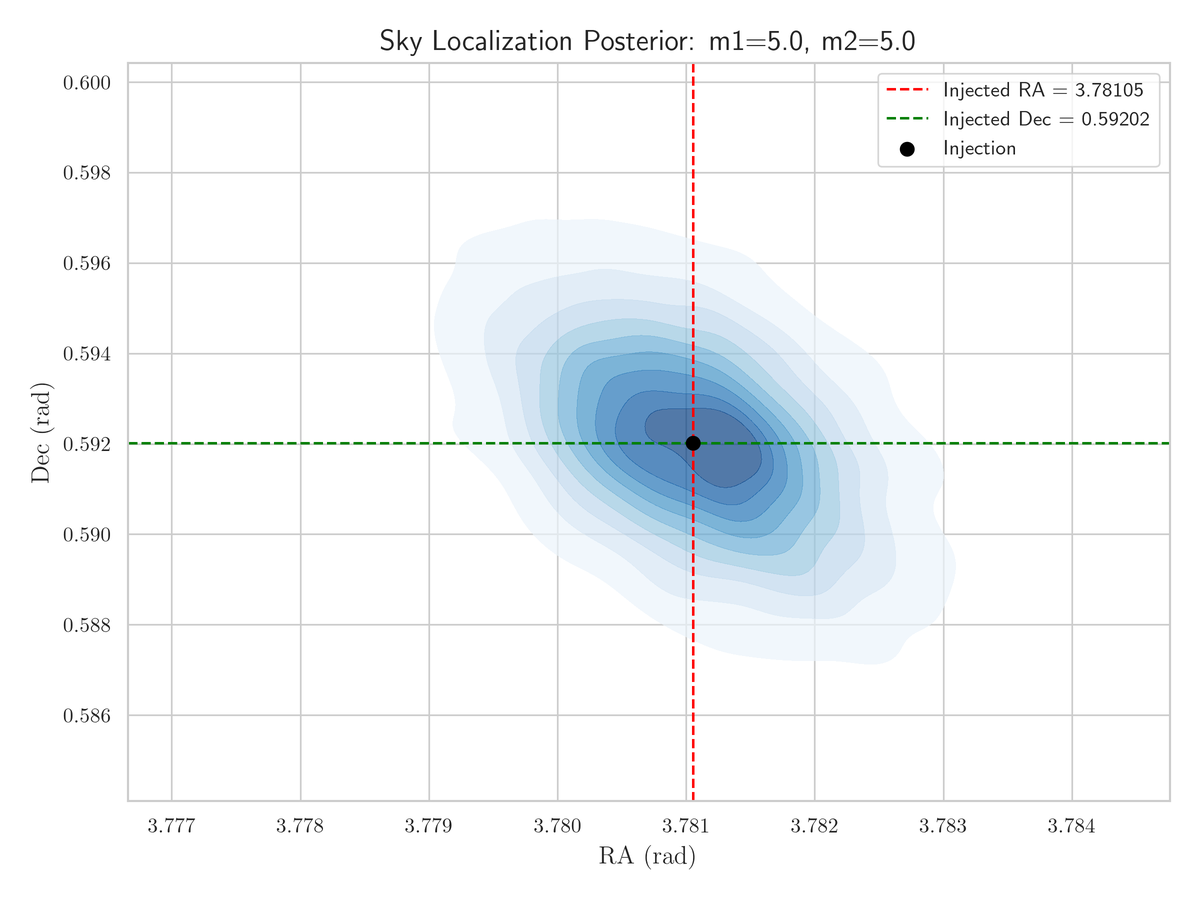 Sky Localization Posterior: m1=5.0, m2=5.0
Injected RA = 3.78105
Injected Dec = 0.59202
Injection
Dec (rad)
0.600
0.598
0.596
0.594
0.592
0.590
0.588
0.586
3.777 3.778 3.779 3.780 3.781 3.782 3.783 3.784
RA (rad)